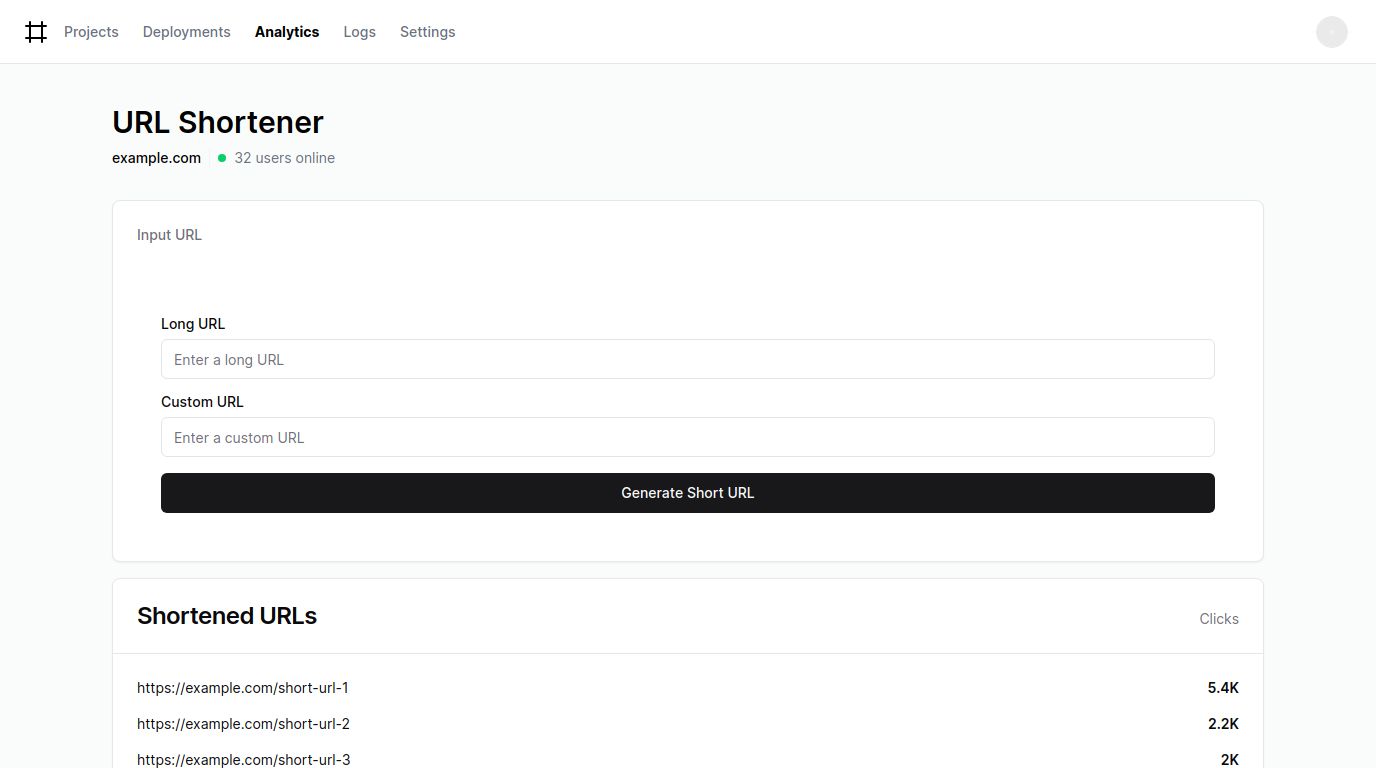 Projects Deployments Analytics Logs Settings
URL Shortener
example.com 32 users online
Input URL
Long URL
Enter a long URL
Custom URL
Enter a custom URL
Generate Short URL
Shortened URLs Clicks
https://example.com/short-url-1 5.4K
https://example.com/short-url-2 2.2K
https://example.com/short-url-3 2K